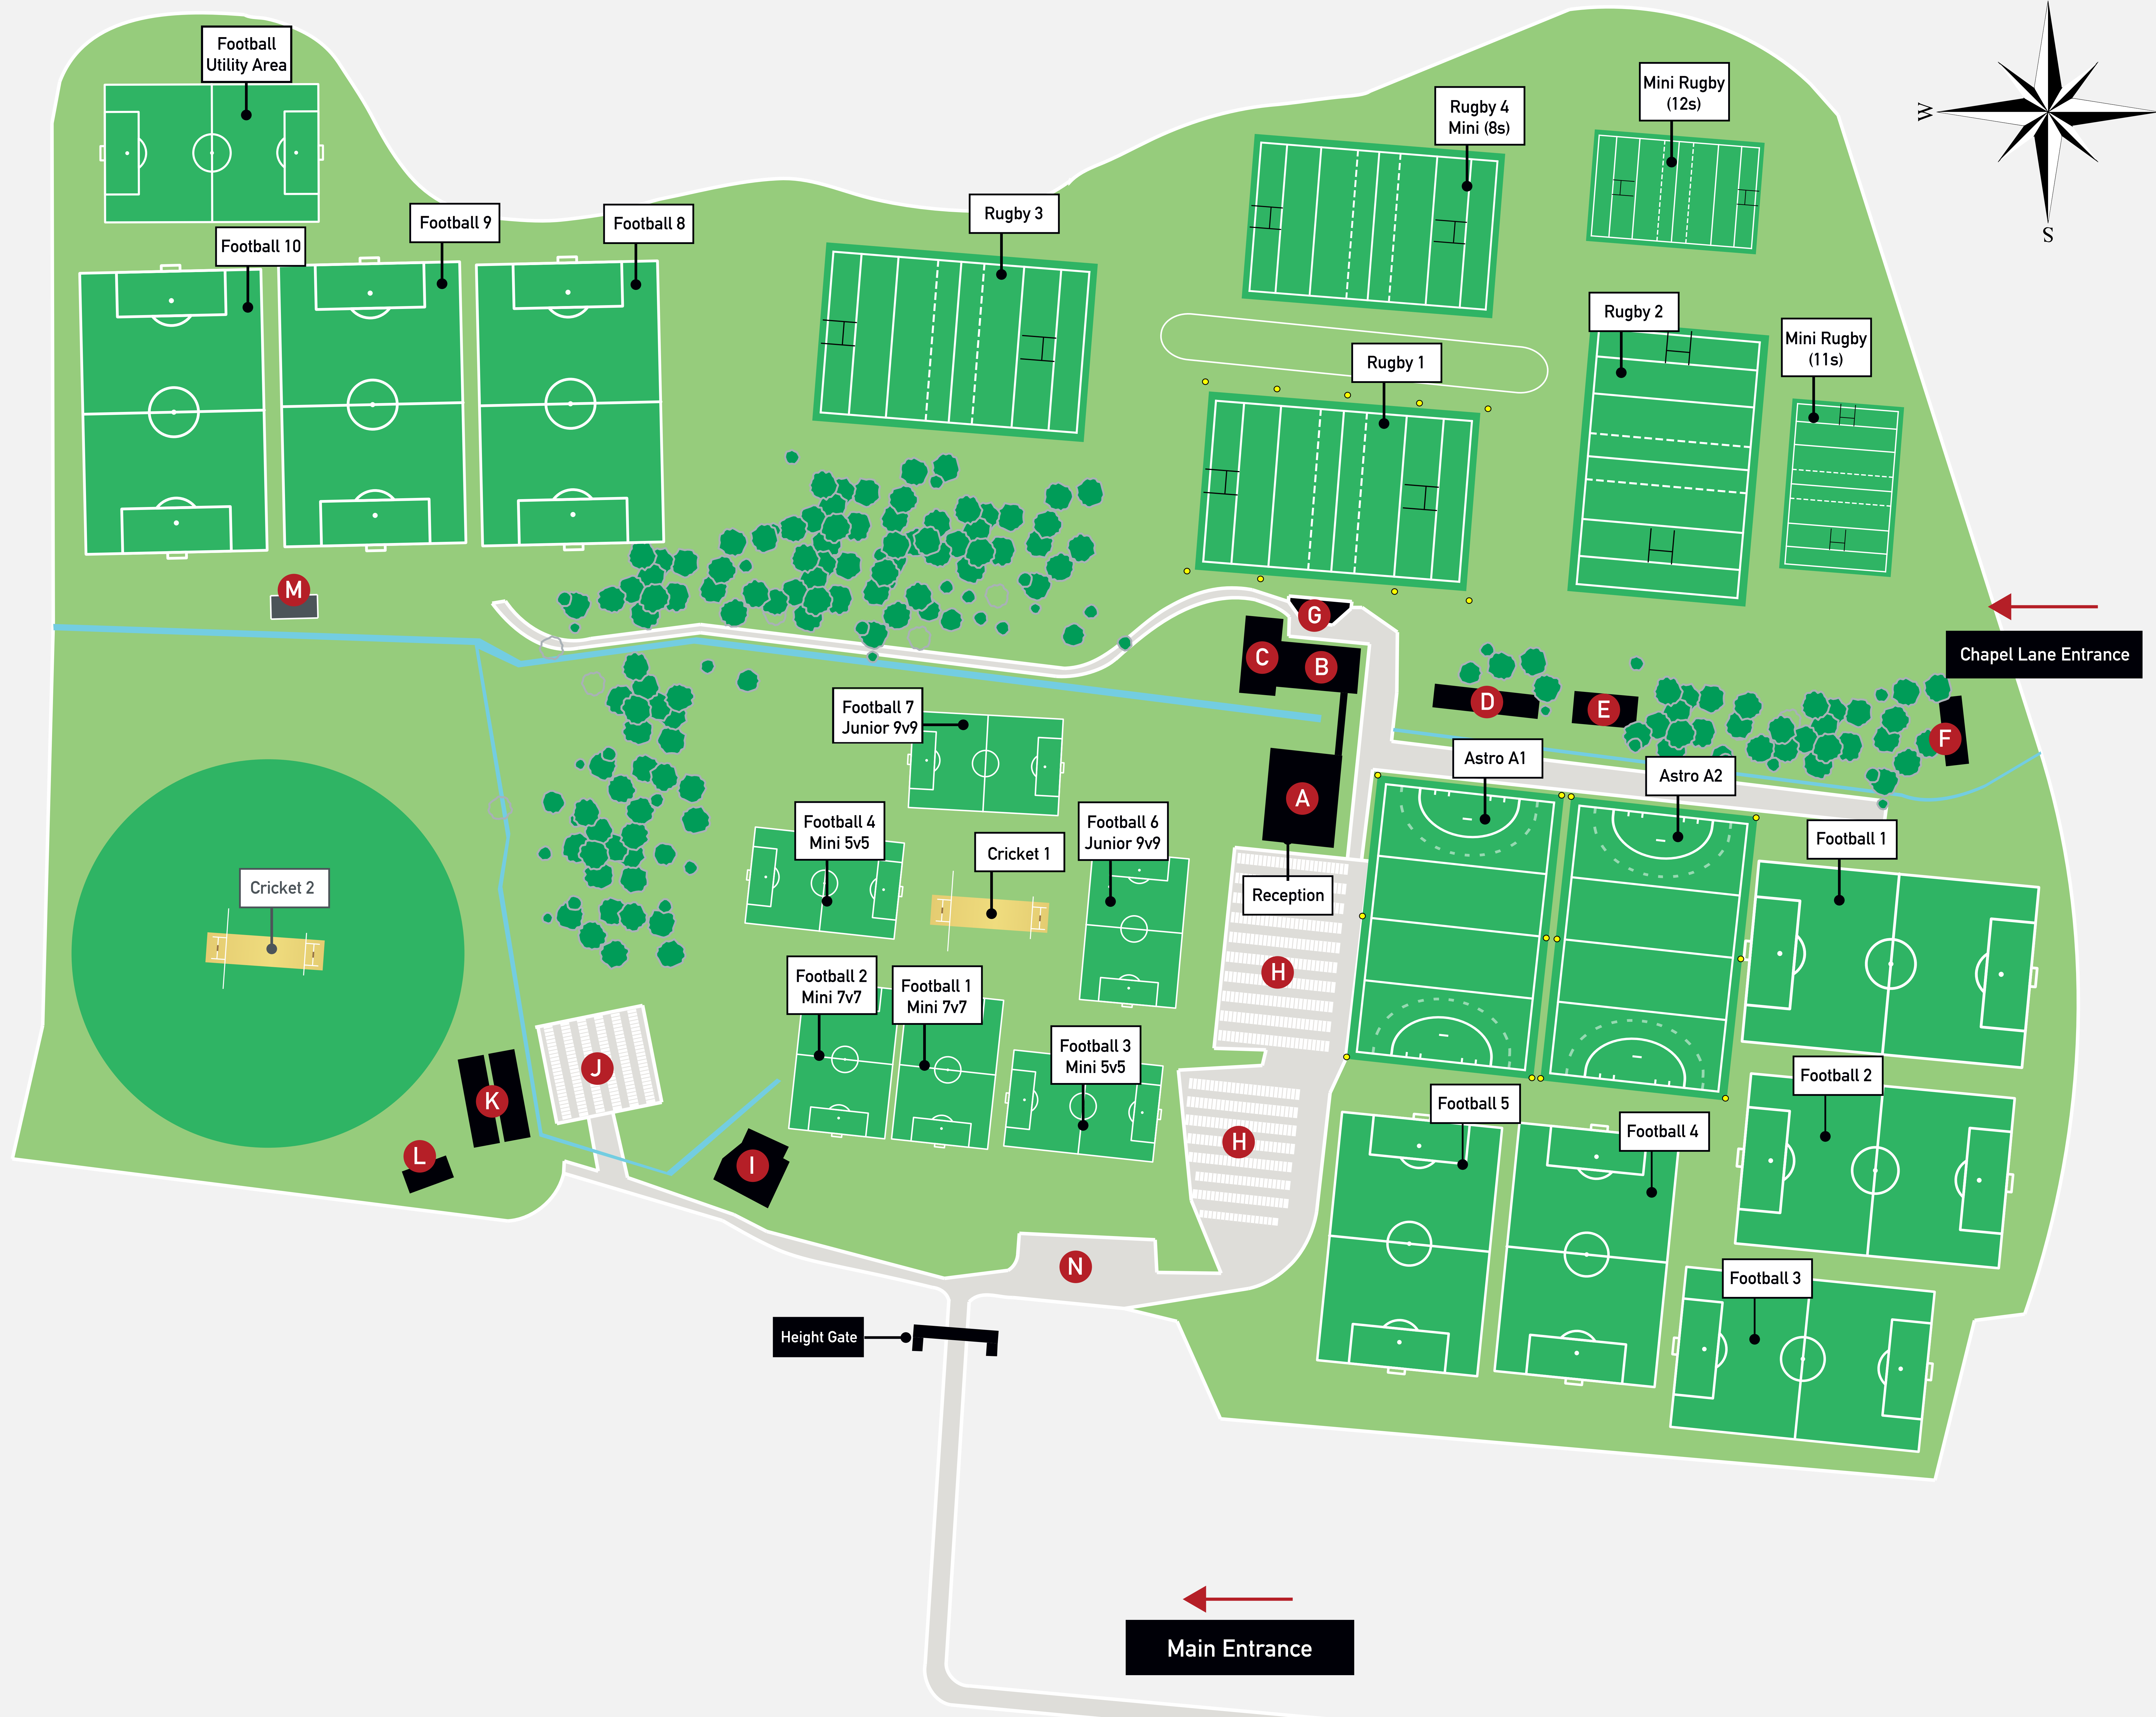 Football
Utility Area
Football 10
Football 9
Football 8
Rugby 3
Rugby 4
Mini (8s)
Mini Rugby
(12s)
W
S
Rugby 1
Rugby 2
Mini Rugby
(11s)
M
G
C
B
D
E
F
Chapel Lane Entrance
Football 7
Junior 9v9
A
Astro A1
Astro A2
Football 4
Mini 5v5
Cricket 1
Football 6
Junior 9v9
Reception
Football 1
Cricket 2
H
Football 2
Mini 7v7
Football 1
Mini 7v7
Football 3
Mini 5v5
J
K
L
I
H
Football 5
Football 4
Football 2
Football 3
N
Height Gate
Main Entrance